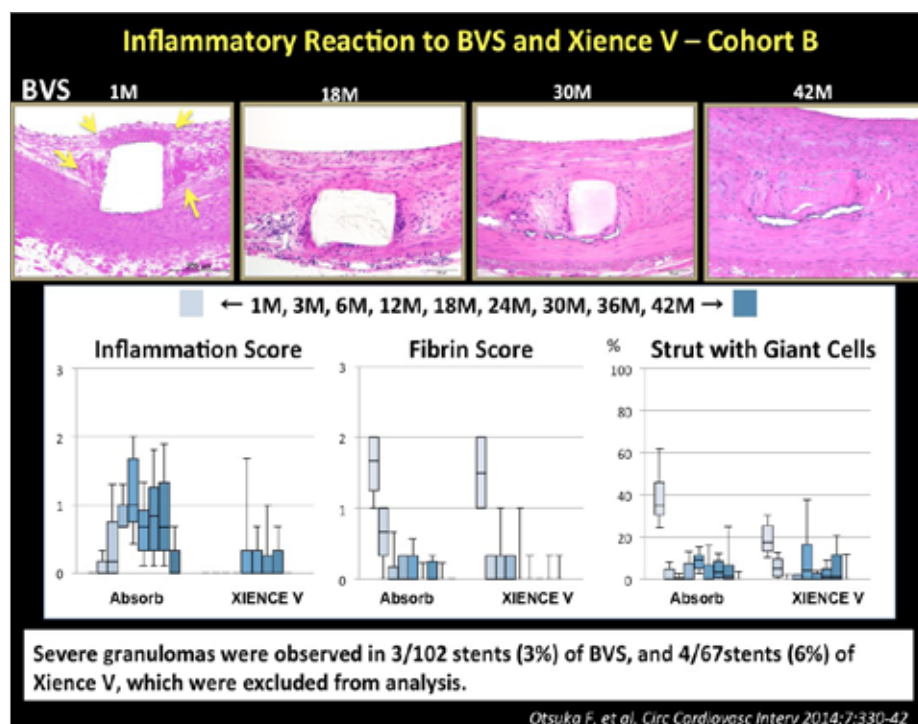 Inflammatory Reaction to BVS and Xience V – Cohort B
BVS 1M 18M 30M 42M
← 1M, 3M, 6M, 12M, 18M, 24M, 30M, 36M, 42M →
Inflammation Score
3
2
1
0
Absorb XIENCE V
Fibrin Score
3
2
1
0
Absorb XIENCE V
% Strut with Giant Cells
100
80
60
40
20
0
Absorb XIENCE V
Severe granulomas were observed in 3/102 stents (3%) of BVS, and 4/67stents (6%) of
Xience V, which were excluded from analysis.
Otsuka F, et al. Circ Cardiovasc Interv 2014;7:330-42